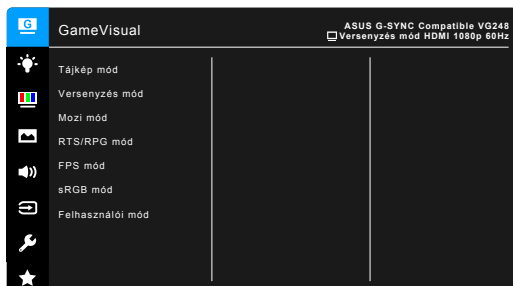 G
GameVisual
ASUS G-SYNC Compatible VG248
Versenyzés mód HDMI 1080p 60Hz
Tájkép mód
Versenyzés mód
Mozi mód
RTS/RPG mód
FPS mód
sRGB mód
Felhasználói mód